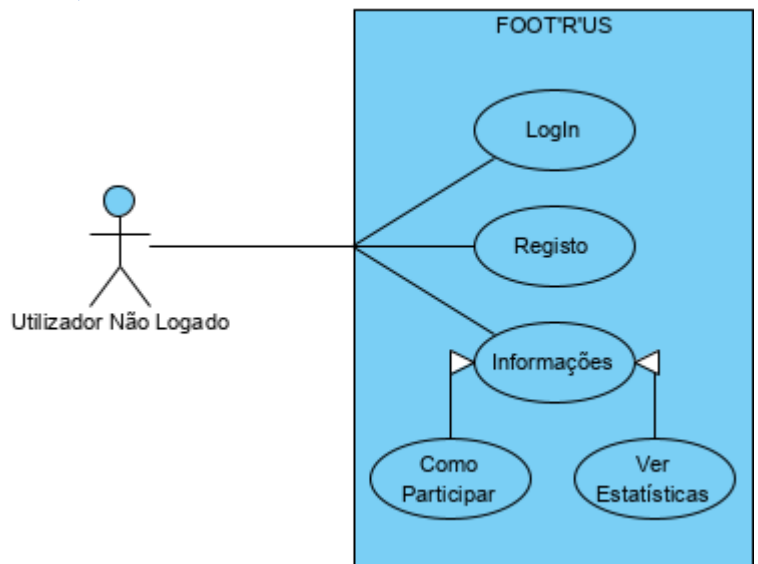 FOOT"R"US
LogIn
Registo
Utilizador Não Logado
Informações
Como
Participar
Ver
Estatísticas